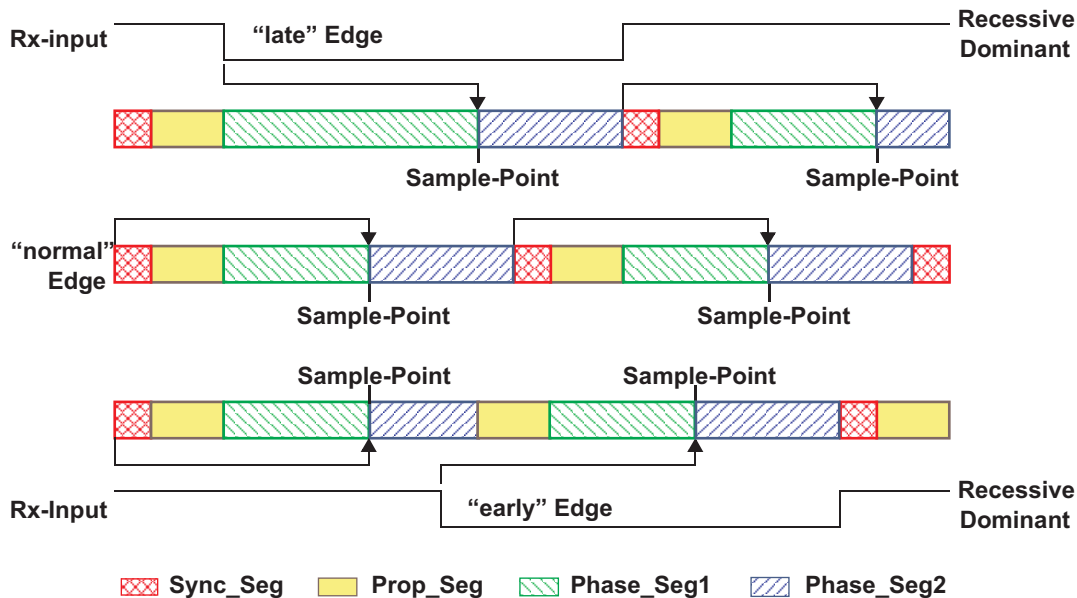 Rx-input
“late” Edge
Recessive
Dominant
Sample-Point
Sample-Point
“normal”
Edge
Sample-Point
Sample-Point
Sample-Point
Sample-Point
Rx-Input
“early” Edge
Recessive
Dominant
Sync_Seg
Prop_Seg
Phase_Seg1
Phase_Seg2